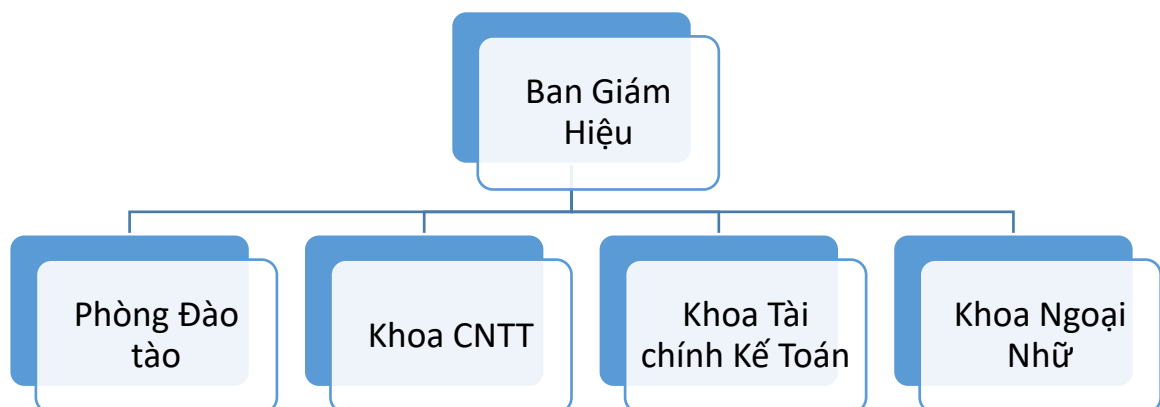 Ban Giám
Hiệu
Phòng Đào
tào
Khoa CNTT
Khoa Tài
chính Kế Toán
Khoa Ngoại
Nhữ